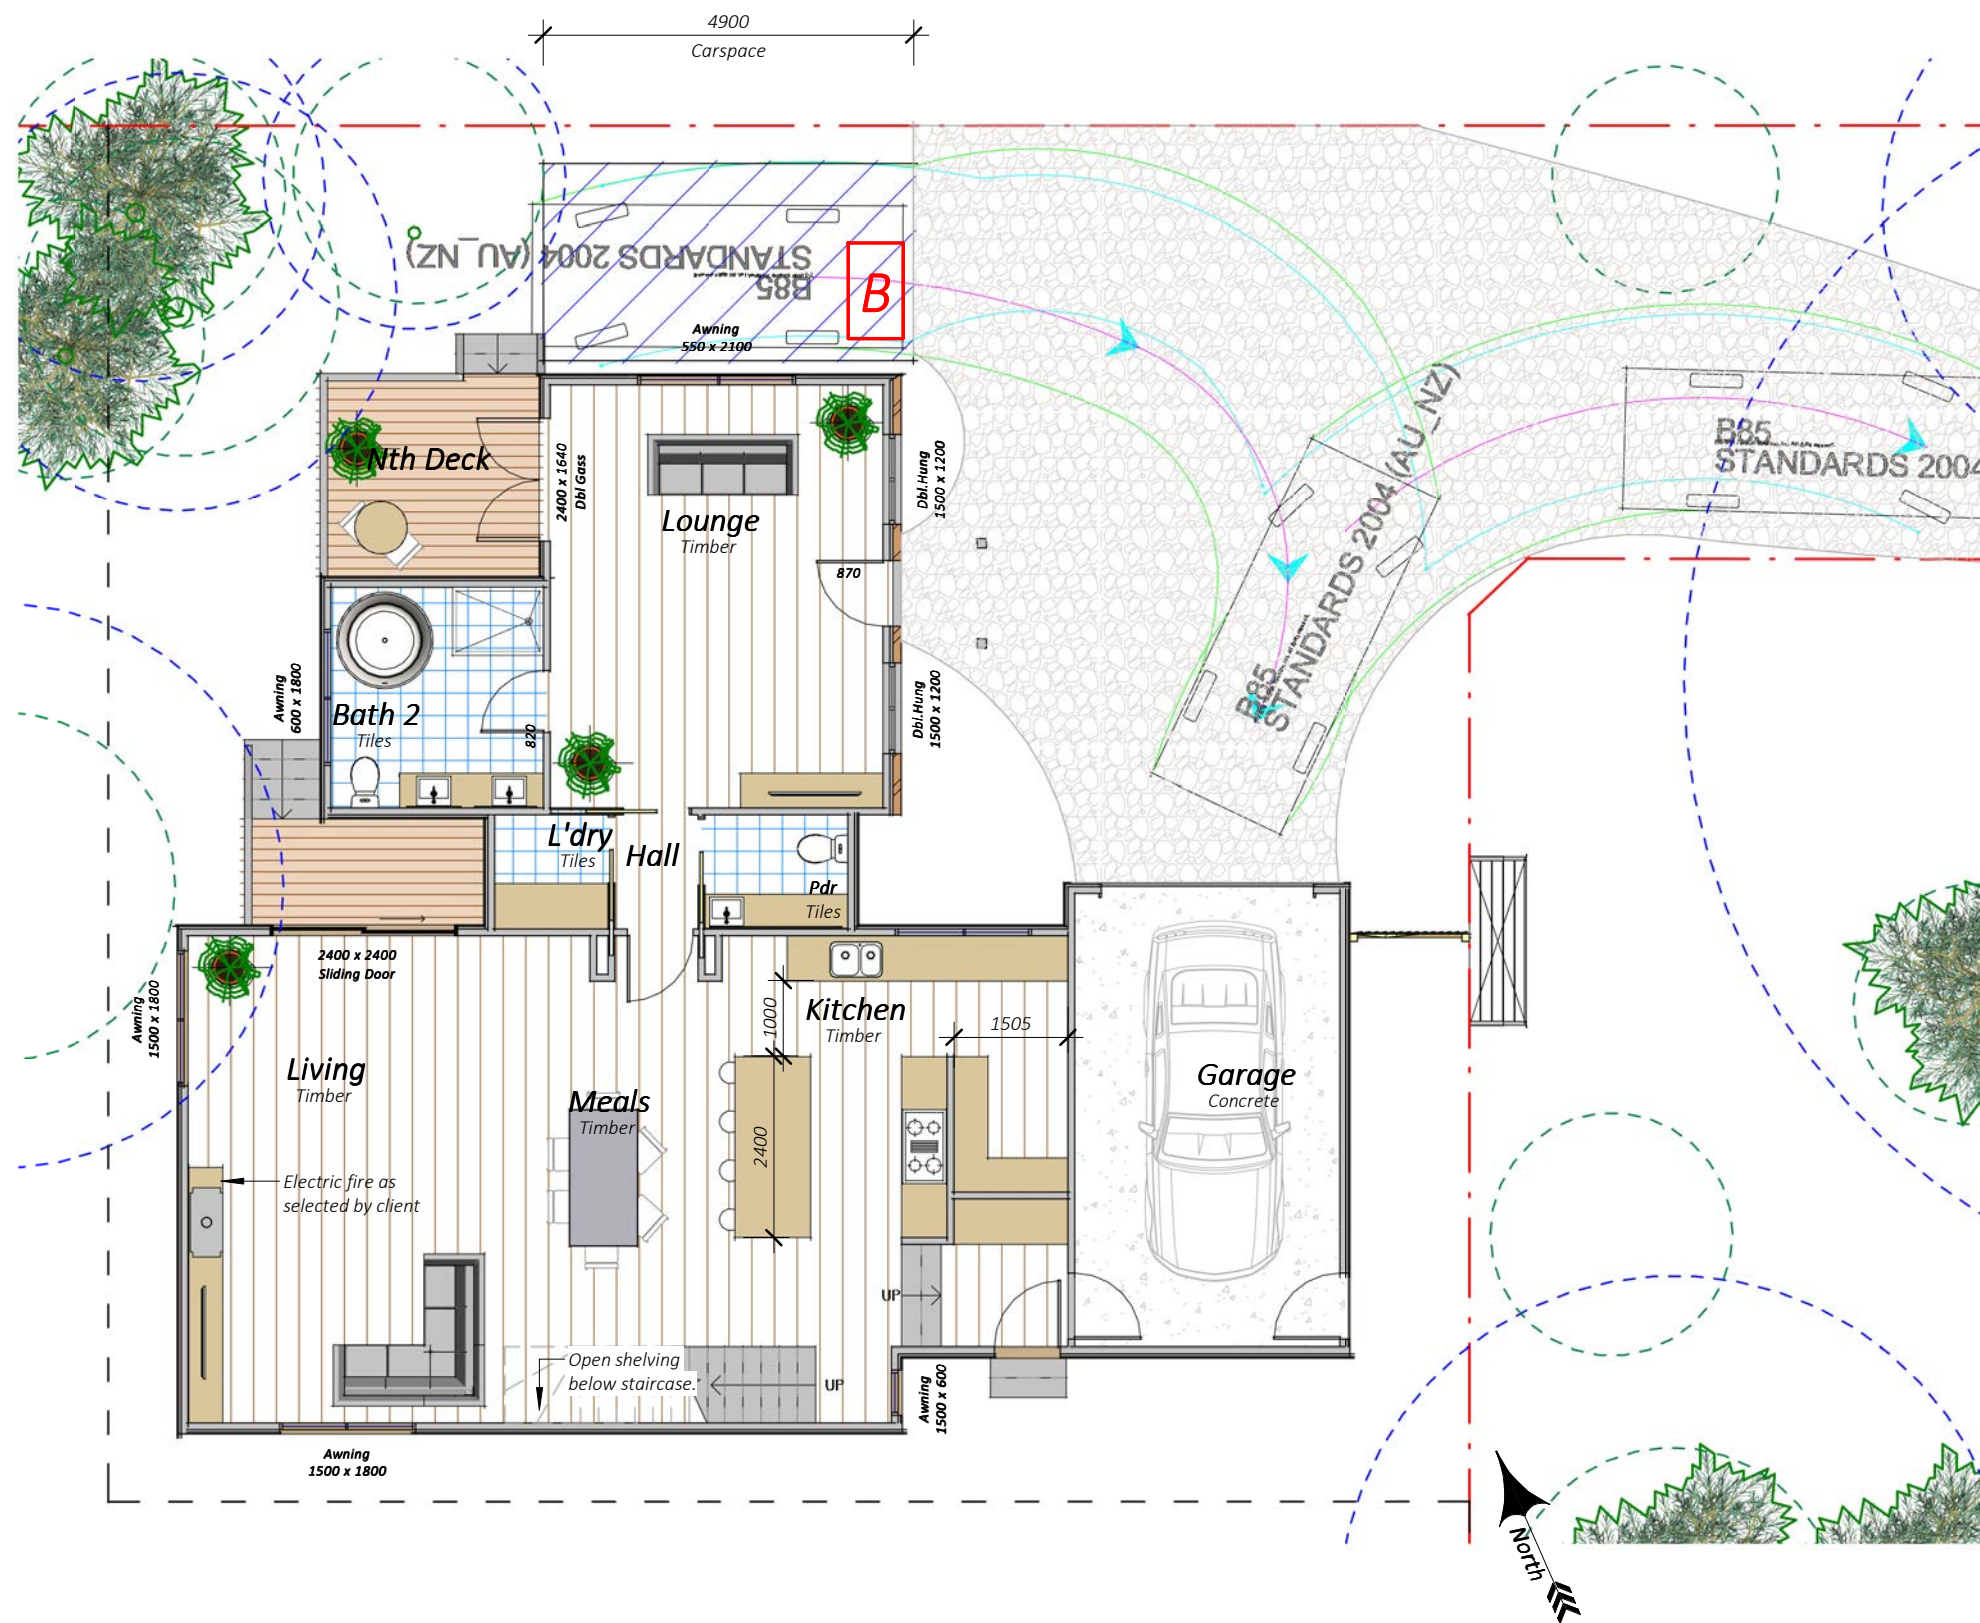 4900
Carspace
STANDARDS 2004 (AU_NZ)
B85
B
Awning
550 x 2100
B85
STANDARDS 2004
B85
STANDARDS 2004 (AU_NZ)
Nth Deck
2400 x 1640
Dbl Gass
Lounge
Timber
Dbl.Hung
1500 x 1200
870
Awning
600 x 1800
Bath 2
Tiles
820
Dbl.Hung
1500 x 1200
L'dry
Tiles
Hall
Pdr
Tiles
2400 x 2400
Sliding Door
Awning
1500 x 1800
Kitchen
Timber
1000
1505
Living
Timber
Meals
Timber
2400
Garage
Concrete
Electric fire as
selected by client
UP
Open shelving
below staircase.
UP
Awning
1500 x 600
Awning
1500 x 1800
North